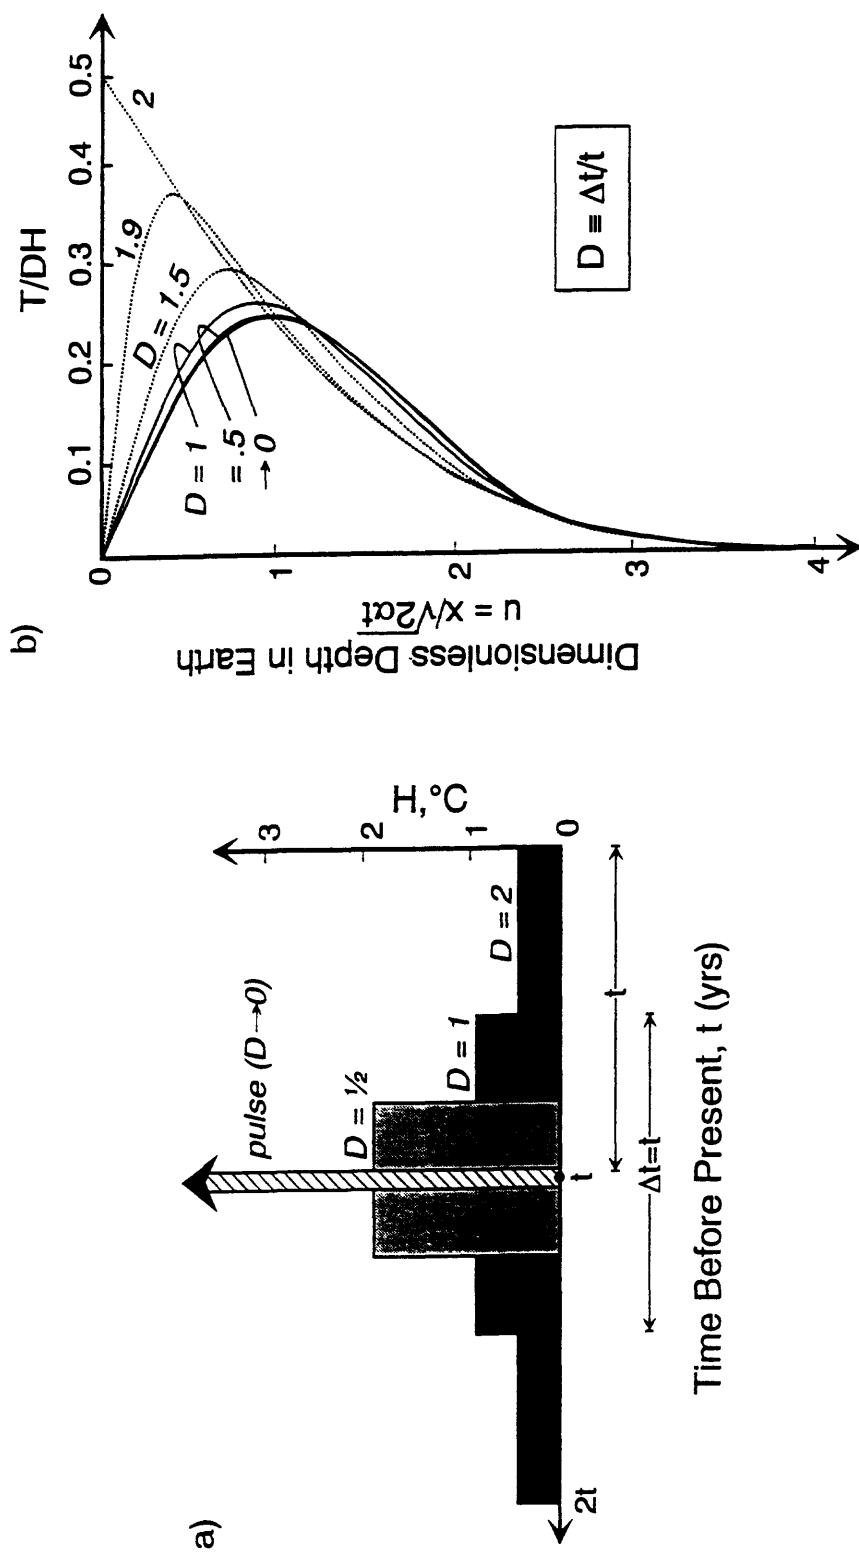 a)
pulse (D→0)
D = ½
D = 1
D = 2
3
2
1
0
H,°C
2t
t
t
Δt=t
Time Before Present, t (yrs)
b)
T/DH
0.1
0.2
0.3
0.4
0.5
0
1
2
3
4
D = 1
= .5
→ 0
D = 1.5
1.9
2
D ≡ Δt/t
Dimensionless Depth in Earth
u = x/√2αt